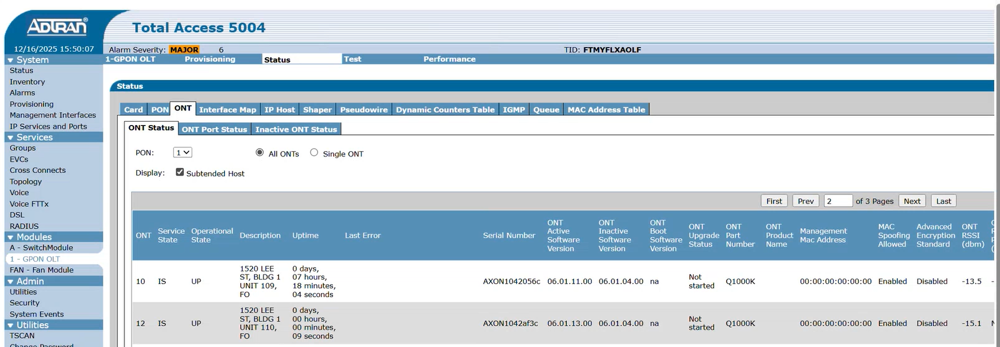 ADTRAN®
Total Access 5004
12/16/2025 15:50:07
Alarm Severity: MAJOR 6 TID: FTMYFLXAOLF
1-GPON OLT Provisioning Status Test Performance
System
Status
Inventory
Alarms
Provisioning
Management Interfaces
IP Services and Ports
Services
Groups
EVCs
Cross Connects
Topology
Voice
Voice FTTx
DSL
RADIUS
Modules
A - SwitchModule
1 - GPON OLT
FAN - Fan Module
Admin
Utilities
Security
System Events
Utilities
TSCAN
Change Password
Status
Card PON ONT Interface Map IP Host Shaper Pseudowire Dynamic Counters Table IGMP Queue MAC Address Table
ONT Status ONT Port Status Inactive ONT Status
PON: 1 All ONTs Single ONT
Display: Subtended Host
First Prev 2 of 3 Pages Next Last
ONT
Service
State
Operational
State
Description
Uptime
Last Error
Serial Number
ONT
Active
Software
Version
ONT
Inactive
Software
Version
ONT
Boot
Software
Version
ONT
Upgrade
Status
ONT
Part
Number
ONT
Product
Name
Management
Mac Address
MAC
Spoofing
Allowed
Advanced
Encryption
Standard
ONT
RSSI
(dbm)
10
IS
UP
1520 LEE
ST, BLDG 1
UNIT 109,
FO
0 days,
07 hours,
18 minutes,
04 seconds
AXON1042056c
06.01.11.00
06.01.04.00
na
Not
started
Q1000K
00:00:00:00:00:00
Enabled
Disabled
-13.5
12
IS
UP
1520 LEE
ST, BLDG 1
UNIT 110,
FO
0 days,
00 hours,
00 minutes,
09 seconds
AXON1042af3c
06.01.13.00
06.01.04.00
na
Not
started
Q1000K
00:00:00:00:00:00
Enabled
Disabled
-15.1